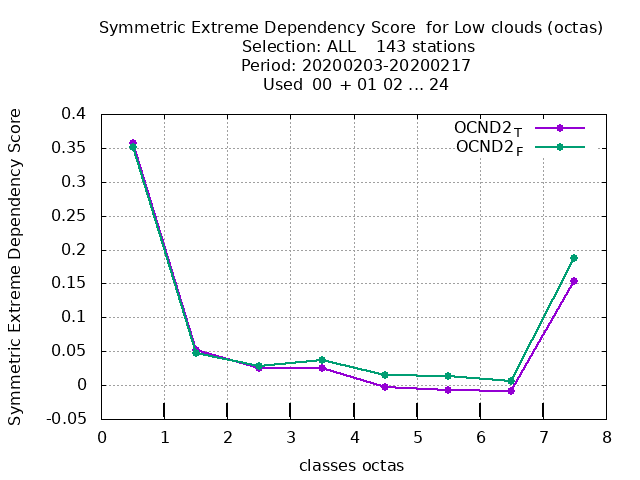 Symmetric Extreme Dependency Score for Low clouds (octas)
Selection: ALL 143 stations
Period: 20200203-20200217
Used 00 + 01 02 ... 24
Symmetric Extreme Dependency Score
0.4
0.35
0.3
0.25
0.2
0.15
0.1
0.05
0
-0.05
OCND2T
OCND2F
0 1 2 3 4 5 6 7 8
classes octas